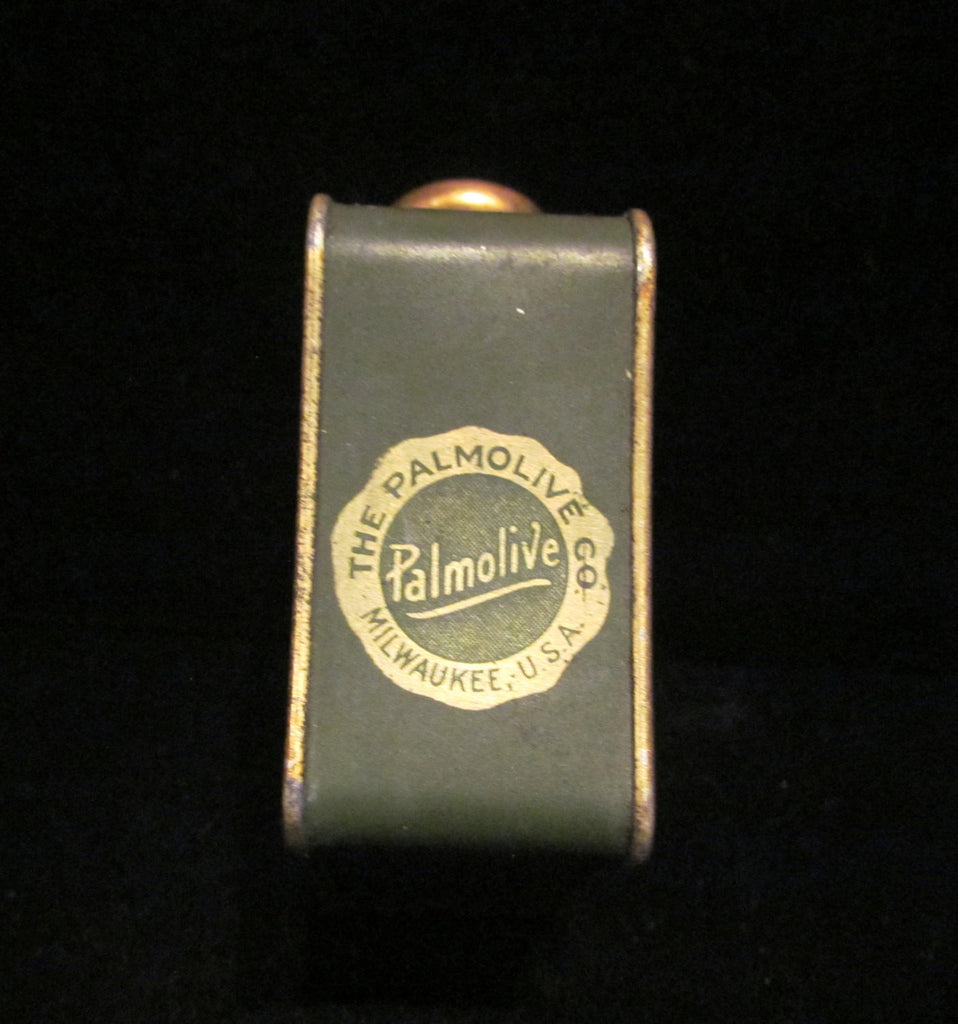 THE PALMOLIVE CO.
Palmolive
MILWAUKEE, U.S.A.